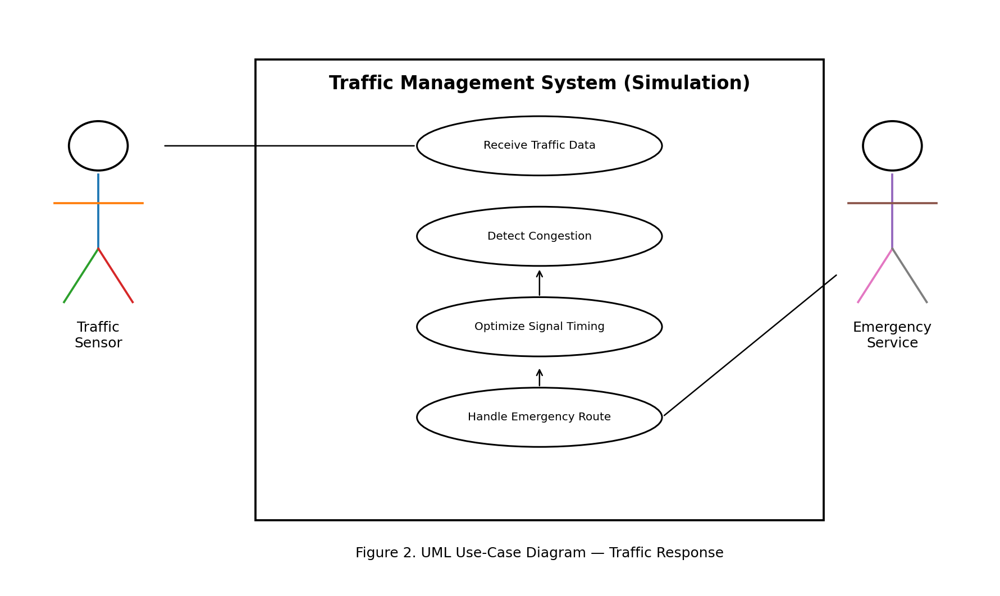 Traffic Management System (Simulation)
Receive Traffic Data
Detect Congestion
Optimize Signal Timing
Handle Emergency Route
Traffic
Sensor
Emergency
Service
Figure 2. UML Use-Case Diagram — Traffic Response